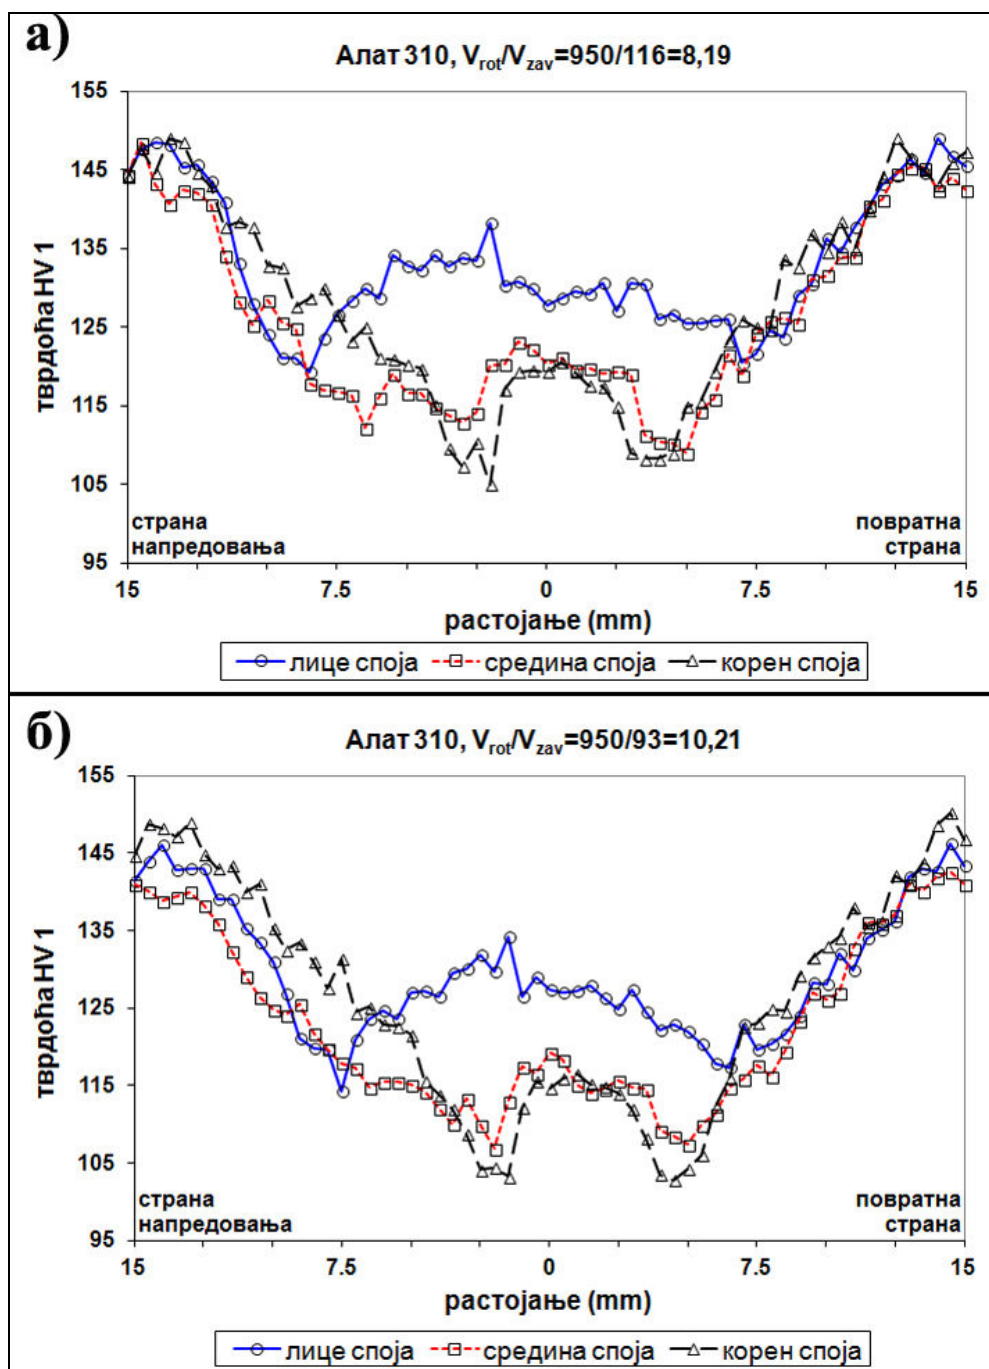 а)
Алат 310, Vrot/Vzav=950/116=8,19
155
145
135
125
115
105
95
тврдоћа HV 1
страна
напредовања
повратна
страна
15 7.5 0 7.5 15
растојање (mm)
лице споја средина споја корен споја
б)
Алат 310, Vrot/Vzav=950/93=10,21
155
145
135
125
115
105
95
тврдоћа HV 1
страна
напредовања
повратна
страна
15 7.5 0 7.5 15
растојање (mm)
лице споја средина споја корен споја